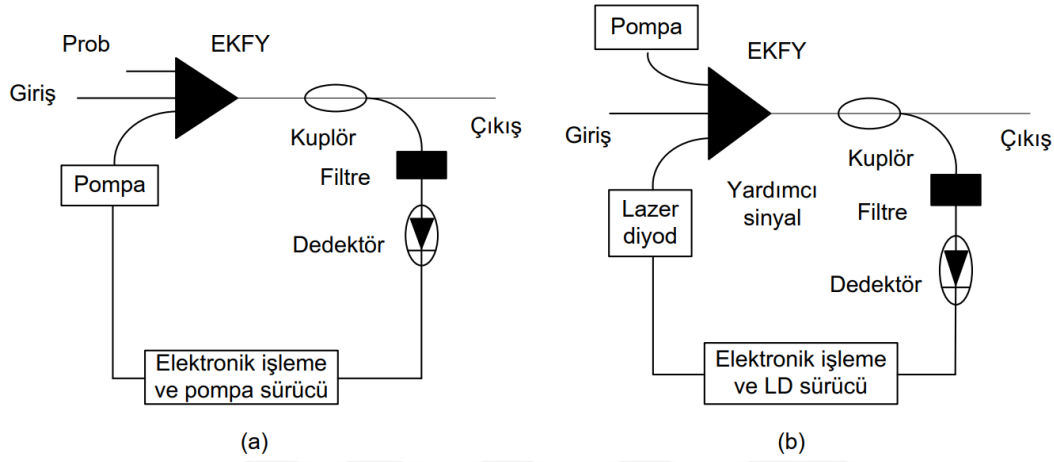 Prob
EKFY
Giriş
Kuplör
Çıkış
Pompa
Filtre
Dedektör
Elektronik işleme
ve pompa sürücü
(a)
Pompa
EKFY
Giriş
Kuplör
Çıkış
Yardımcı
sinyal
Lazer
diyod
Filtre
Dedektör
Elektronik işleme
ve LD sürücü
(b)